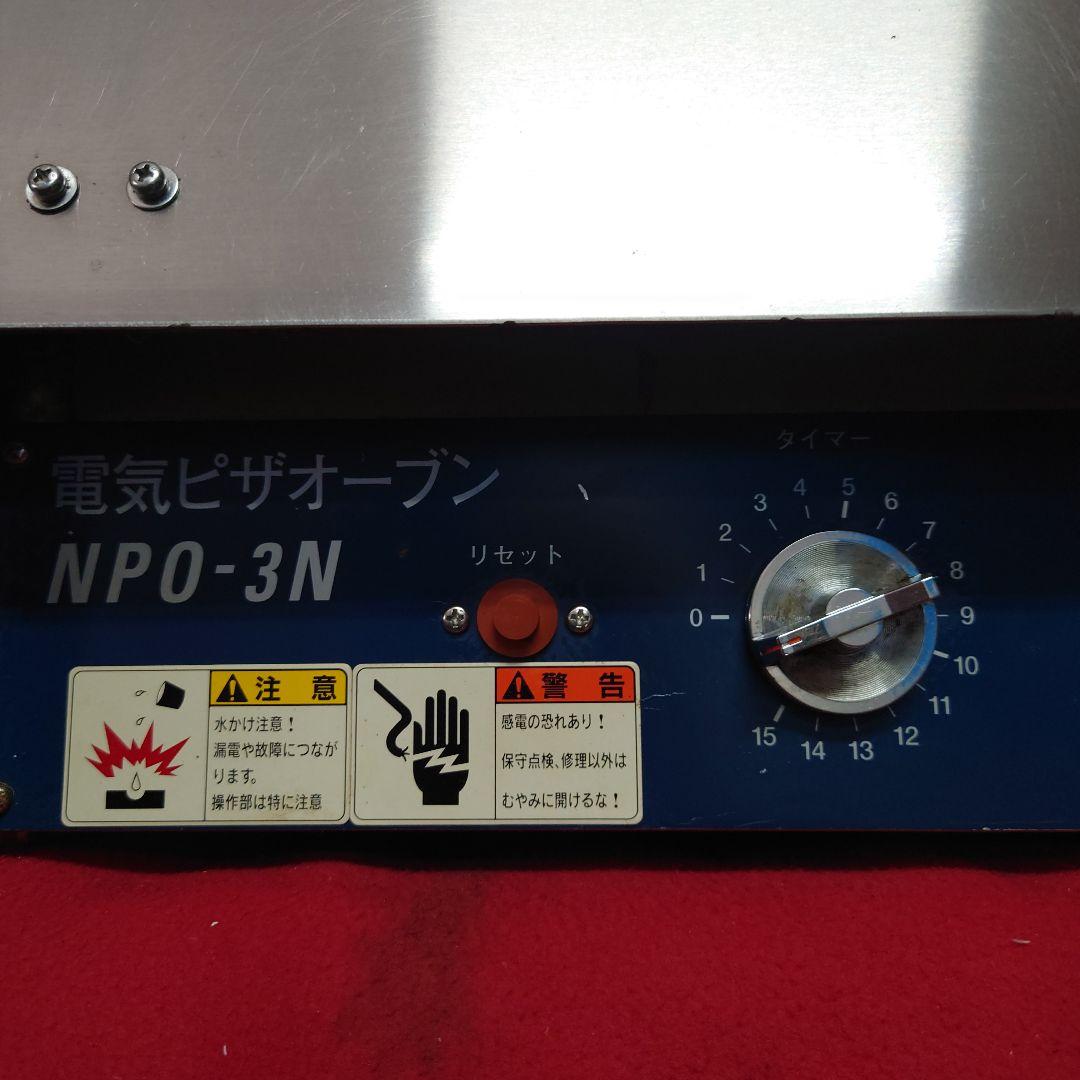 電気ピザオーブン
NPO-3N
リセット
タイマー
0
1
2
3
4
5
6
7
8
9
10
11
12
13
14
15
注意
水かけ注意！
漏電や故障につなが
ります。
操作部は特に注意
警告
感電の恐れあり！
保守点検、修理以外は
むやみに開けるな！